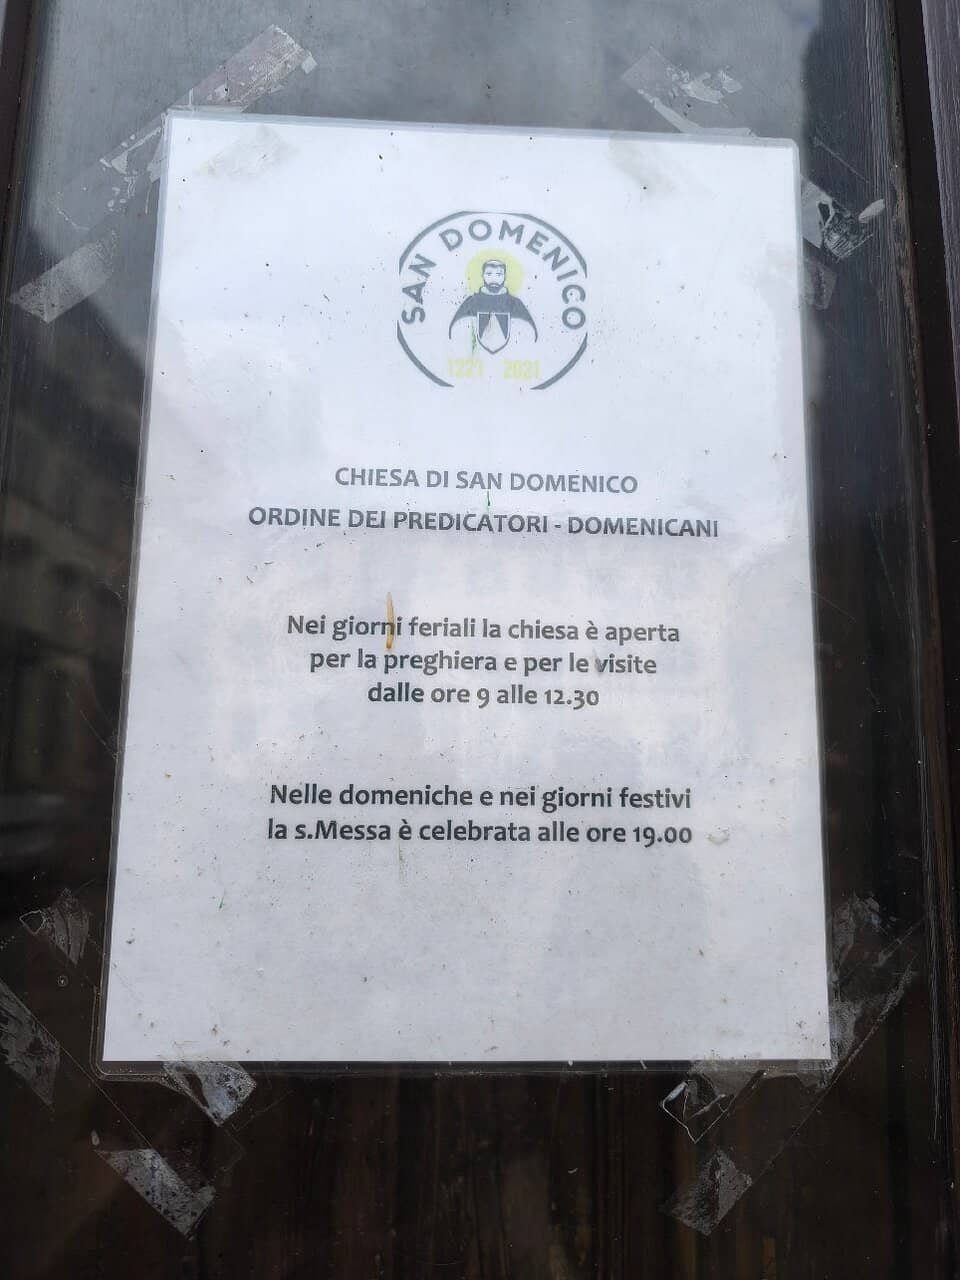 SAN DOMENICO
1221 2021
CHIESA DI SAN DOMENICO
ORDINE DEI PREDICATORI - DOMENICANI
Nei giorni feriali la chiesa è aperta
per la preghiera e per le visite
dalle ore 9 alle 12.30
Nelle domeniche e nei giorni festivi
la s.Messa è celebrata alle ore 19.00